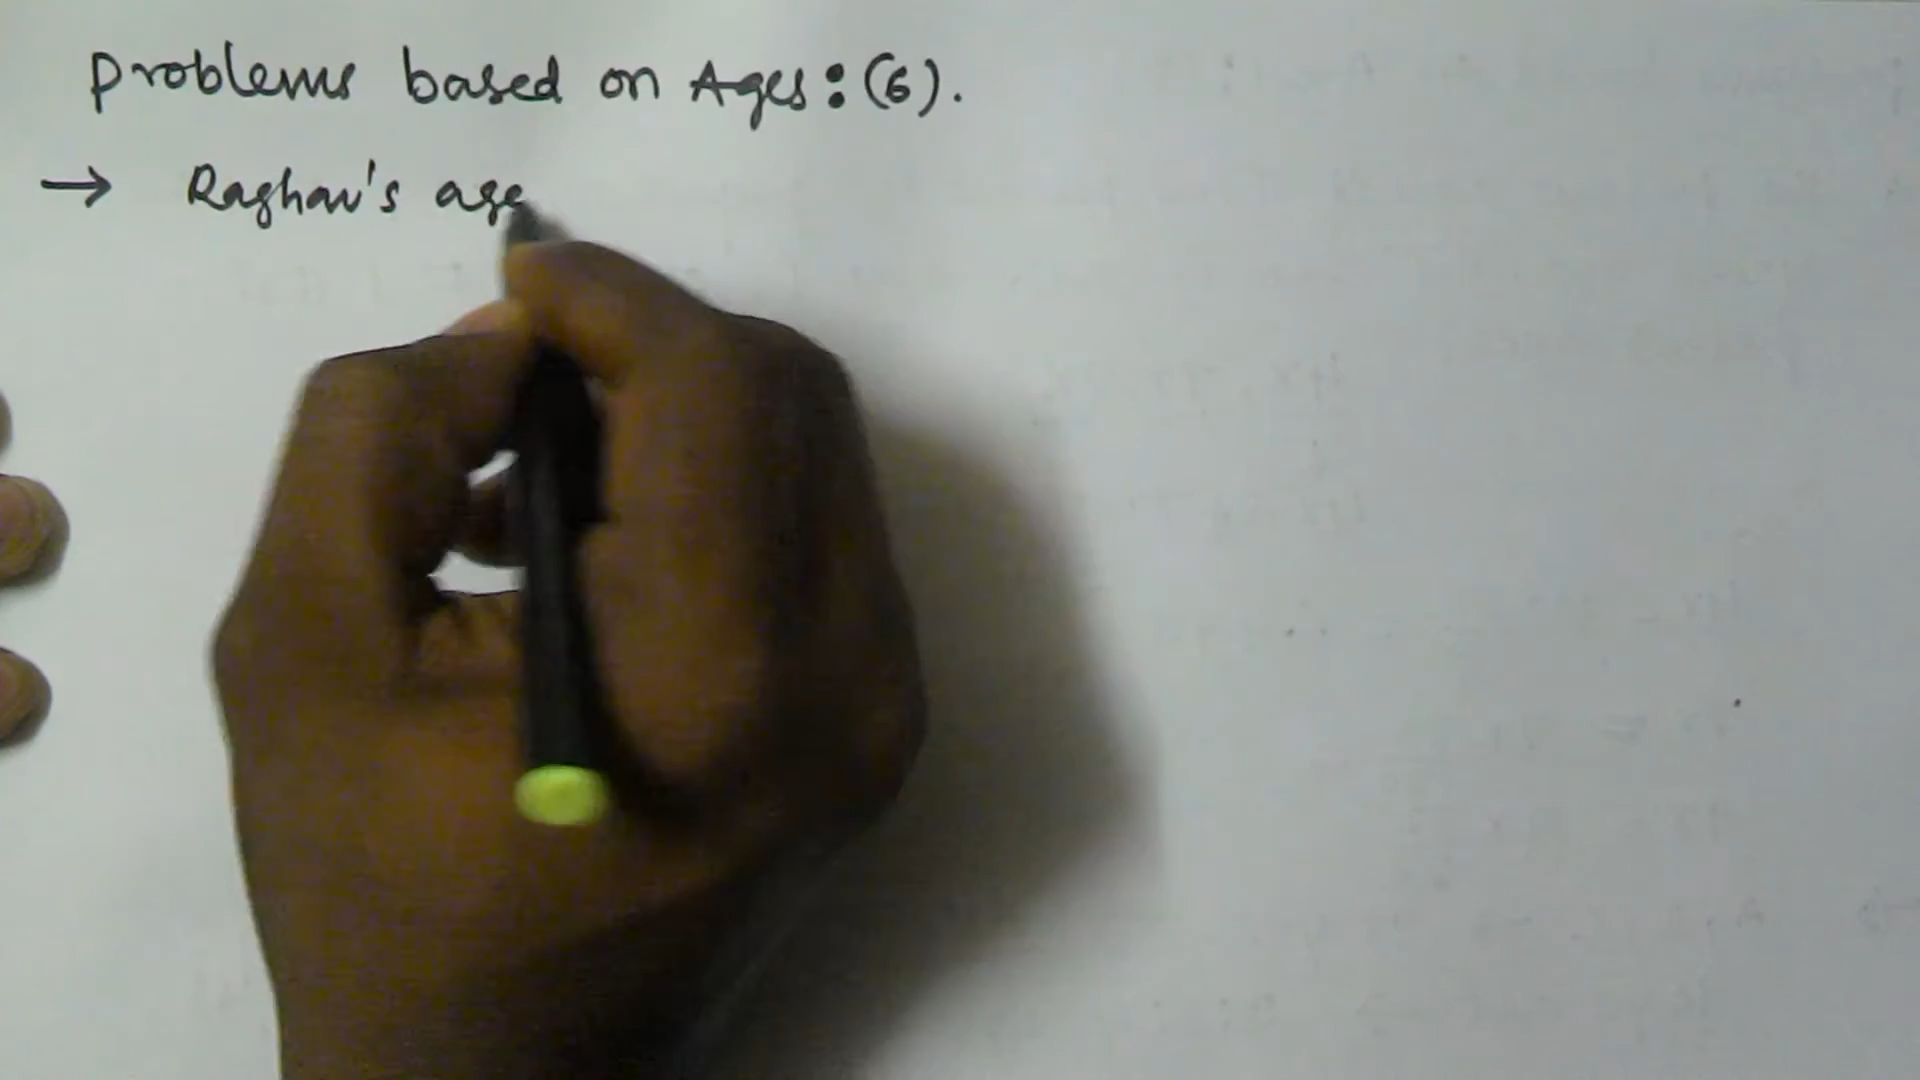 Problems based on Ages:(6).
→ Raghav's age